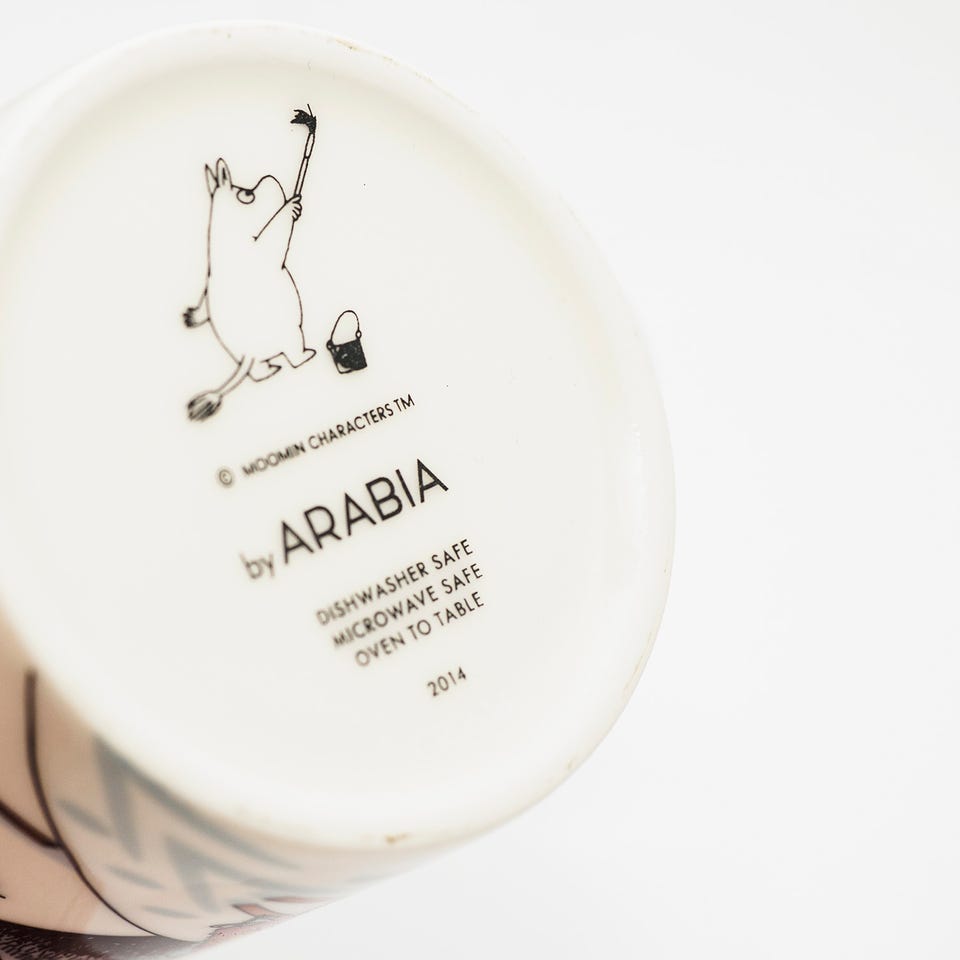 © MOOMIN CHARACTERS TM
by ARABIA
DISHWASHER SAFE
MICROWAVE SAFE
OVEN TO TABLE
2014